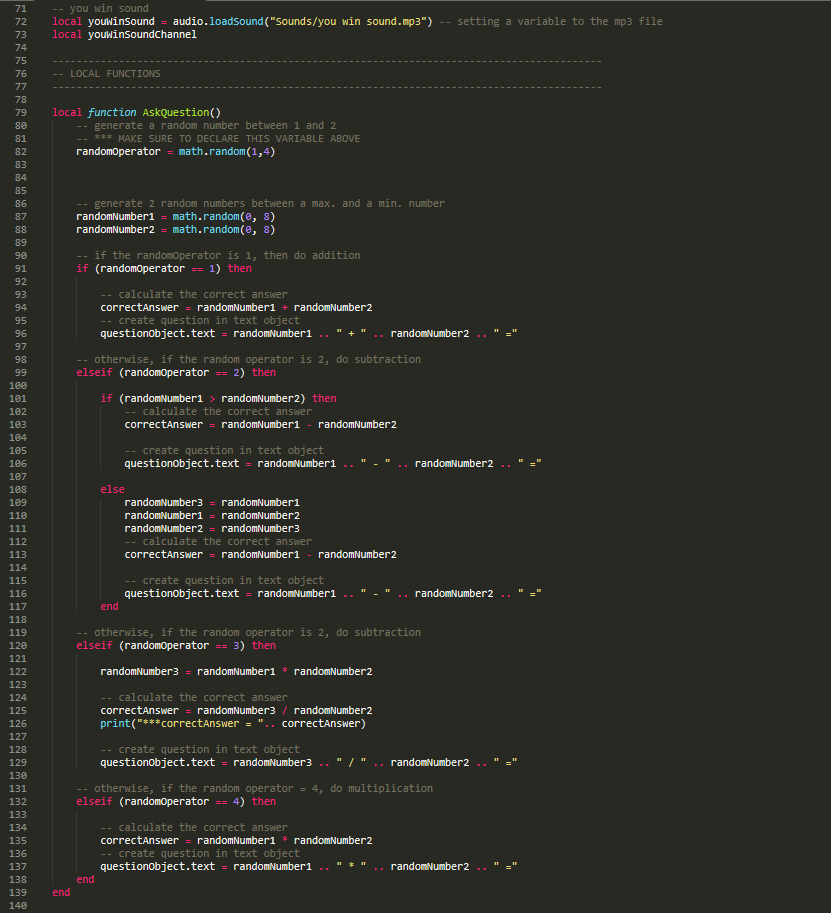 71 -- you win sound
72 local youWinSound = audio.loadSound("Sounds/you win sound.mp3") -- setting a variable to the mp3 file
73 local youWinSoundChannel
74
75 -------------------------------------------------------------------------------------------
76 -- LOCAL FUNCTIONS
77 -------------------------------------------------------------------------------------------
78
79 local function AskQuestion()
80     -- generate a random number between 1 and 2
81     -- *** MAKE SURE TO DECLARE THIS VARIABLE ABOVE
82     randomOperator = math.random(1,4)
83
84
85
86     -- generate 2 random numbers between a max. and a min. number
87     randomNumber1 = math.random(0, 8)
88     randomNumber2 = math.random(0, 8)
89
90     -- if the randomOperator is 1, then do addition
91     if (randomOperator == 1) then
92
93         -- calculate the correct answer
94         correctAnswer = randomNumber1 + randomNumber2
95         -- create question in text object
96         questionObject.text = randomNumber1 .. " + " .. randomNumber2 .. " ="
97
98     -- otherwise, if the random operator is 2, do subtraction
99     elseif (randomOperator == 2) then
100
101         if (randomNumber1 > randomNumber2) then
102             -- calculate the correct answer
103             correctAnswer = randomNumber1 - randomNumber2
104
105             -- create question in text object
106             questionObject.text = randomNumber1 .. " - " .. randomNumber2 .. " ="
107
108         else
109             randomNumber3 = randomNumber1
110             randomNumber1 = randomNumber2
111             randomNumber2 = randomNumber3
112             -- calculate the correct answer
113             correctAnswer = randomNumber1 - randomNumber2
114
115             -- create question in text object
116             questionObject.text = randomNumber1 .. " - " .. randomNumber2 .. " ="
117         end
118
119     -- otherwise, if the random operator is 2, do subtraction
120     elseif (randomOperator == 3) then
121
122         randomNumber3 = randomNumber1 * randomNumber2
123
124         -- calculate the correct answer
125         correctAnswer = randomNumber3 / randomNumber2
126         print("***correctAnswer = ".. correctAnswer)
127
128         -- create question in text object
129         questionObject.text = randomNumber3 .. " / " .. randomNumber2 .. " ="
130
131     -- otherwise, if the random operator = 4, do multiplication
132     elseif (randomOperator == 4) then
133
134         -- calculate the correct answer
135         correctAnswer = randomNumber1 * randomNumber2
136         -- create question in text object
137         questionObject.text = randomNumber1 .. " * " .. randomNumber2 .. " ="
138     end
139 end
140